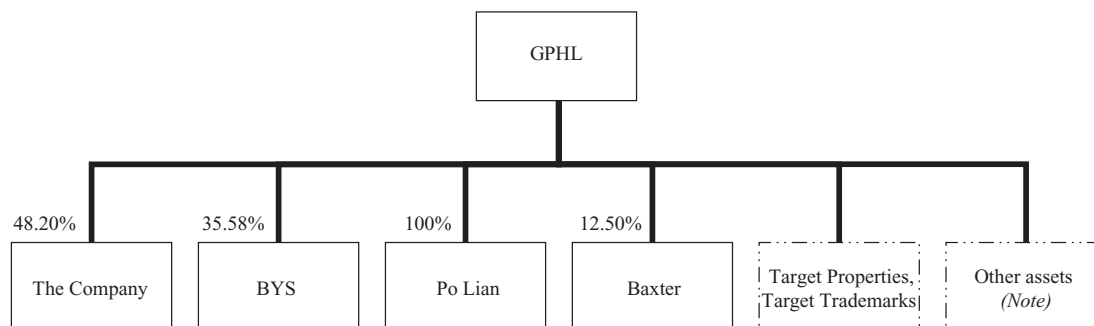 GPHL
48.20%
35.58%
100%
12.50%
The Company
BYS
Po Lian
Baxter
Target Properties,
Target Trademarks
Other assets
(Note)